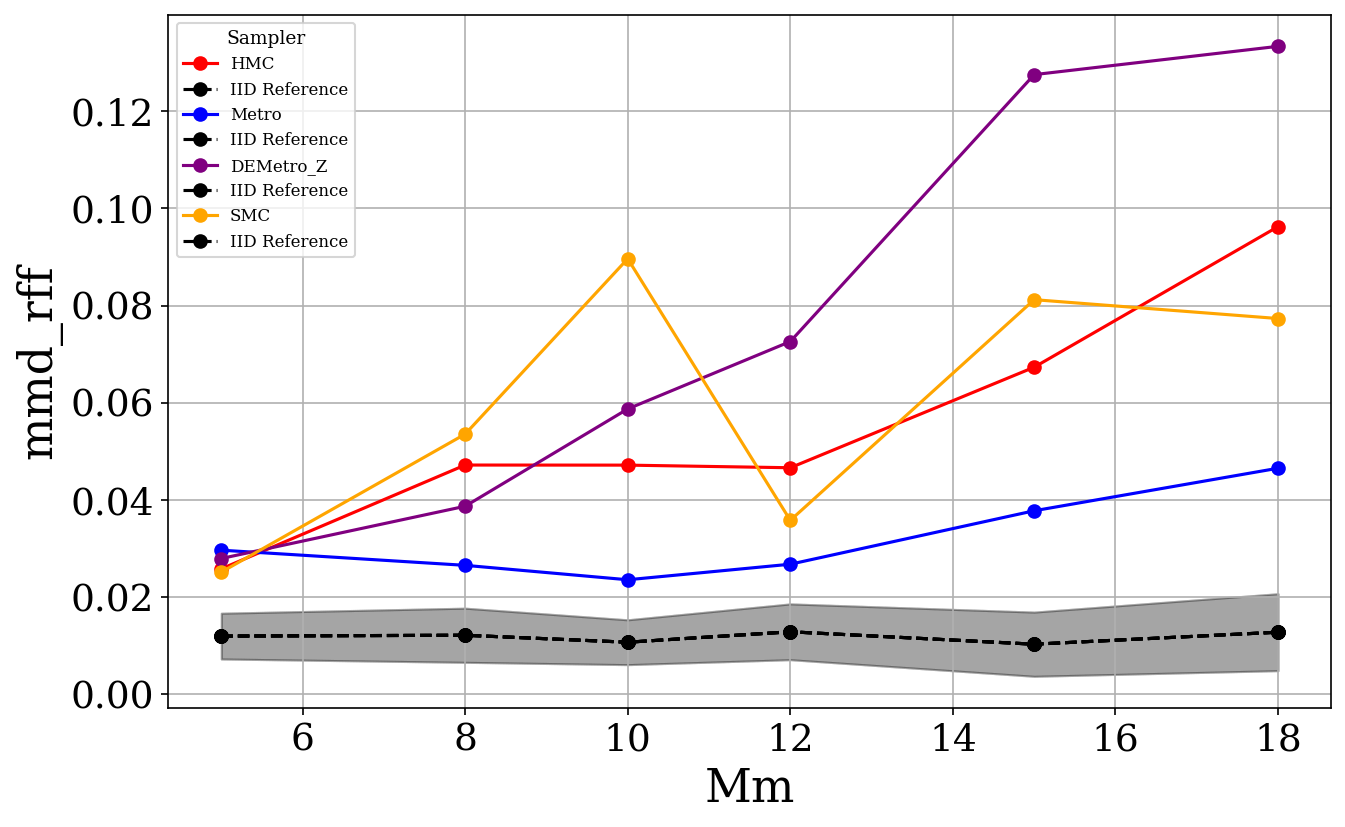 Sampler
HMC
IID Reference
Metro
IID Reference
DEMetro_Z
IID Reference
SMC
IID Reference
0.12
0.10
0.08
0.06
0.04
0.02
0.00
mmd_rff
6 8 10 12 14 16 18
Mm